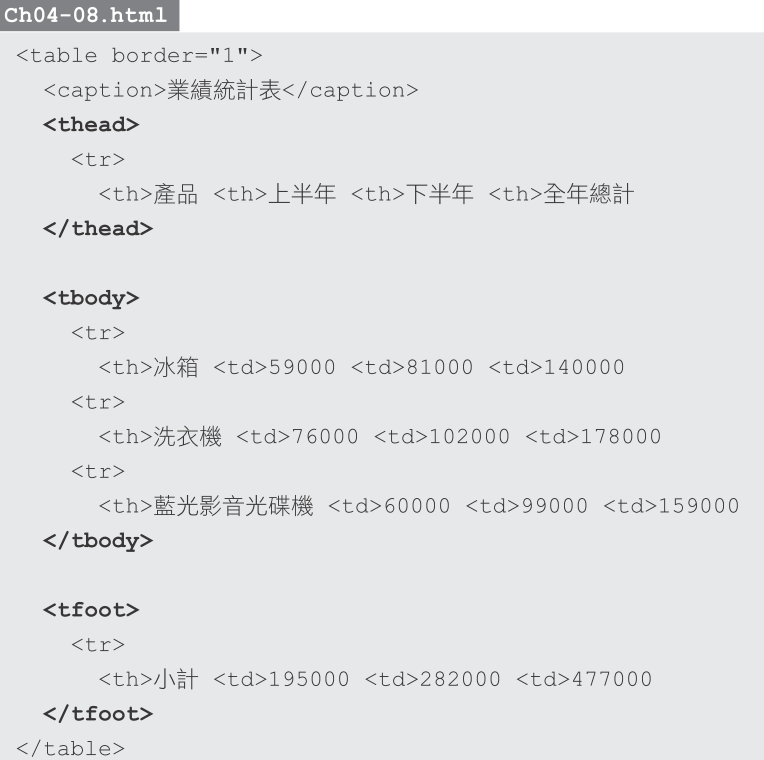 Ch04-08.html
<table border="1">
  <caption>業績統計表</caption>
  <thead>
    <tr>
      <th>產品 <th>上半年 <th>下半年 <th>全年總計
  </thead>
  <tbody>
    <tr>
      <th>冰箱 <td>59000 <td>81000 <td>140000
    <tr>
      <th>洗衣機 <td>76000 <td>102000 <td>178000
    <tr>
      <th>藍光影音光碟機 <td>60000 <td>99000 <td>159000
  </tbody>
  <tfoot>
    <tr>
      <th>小計 <td>195000 <td>282000 <td>477000
  </tfoot>
</table>